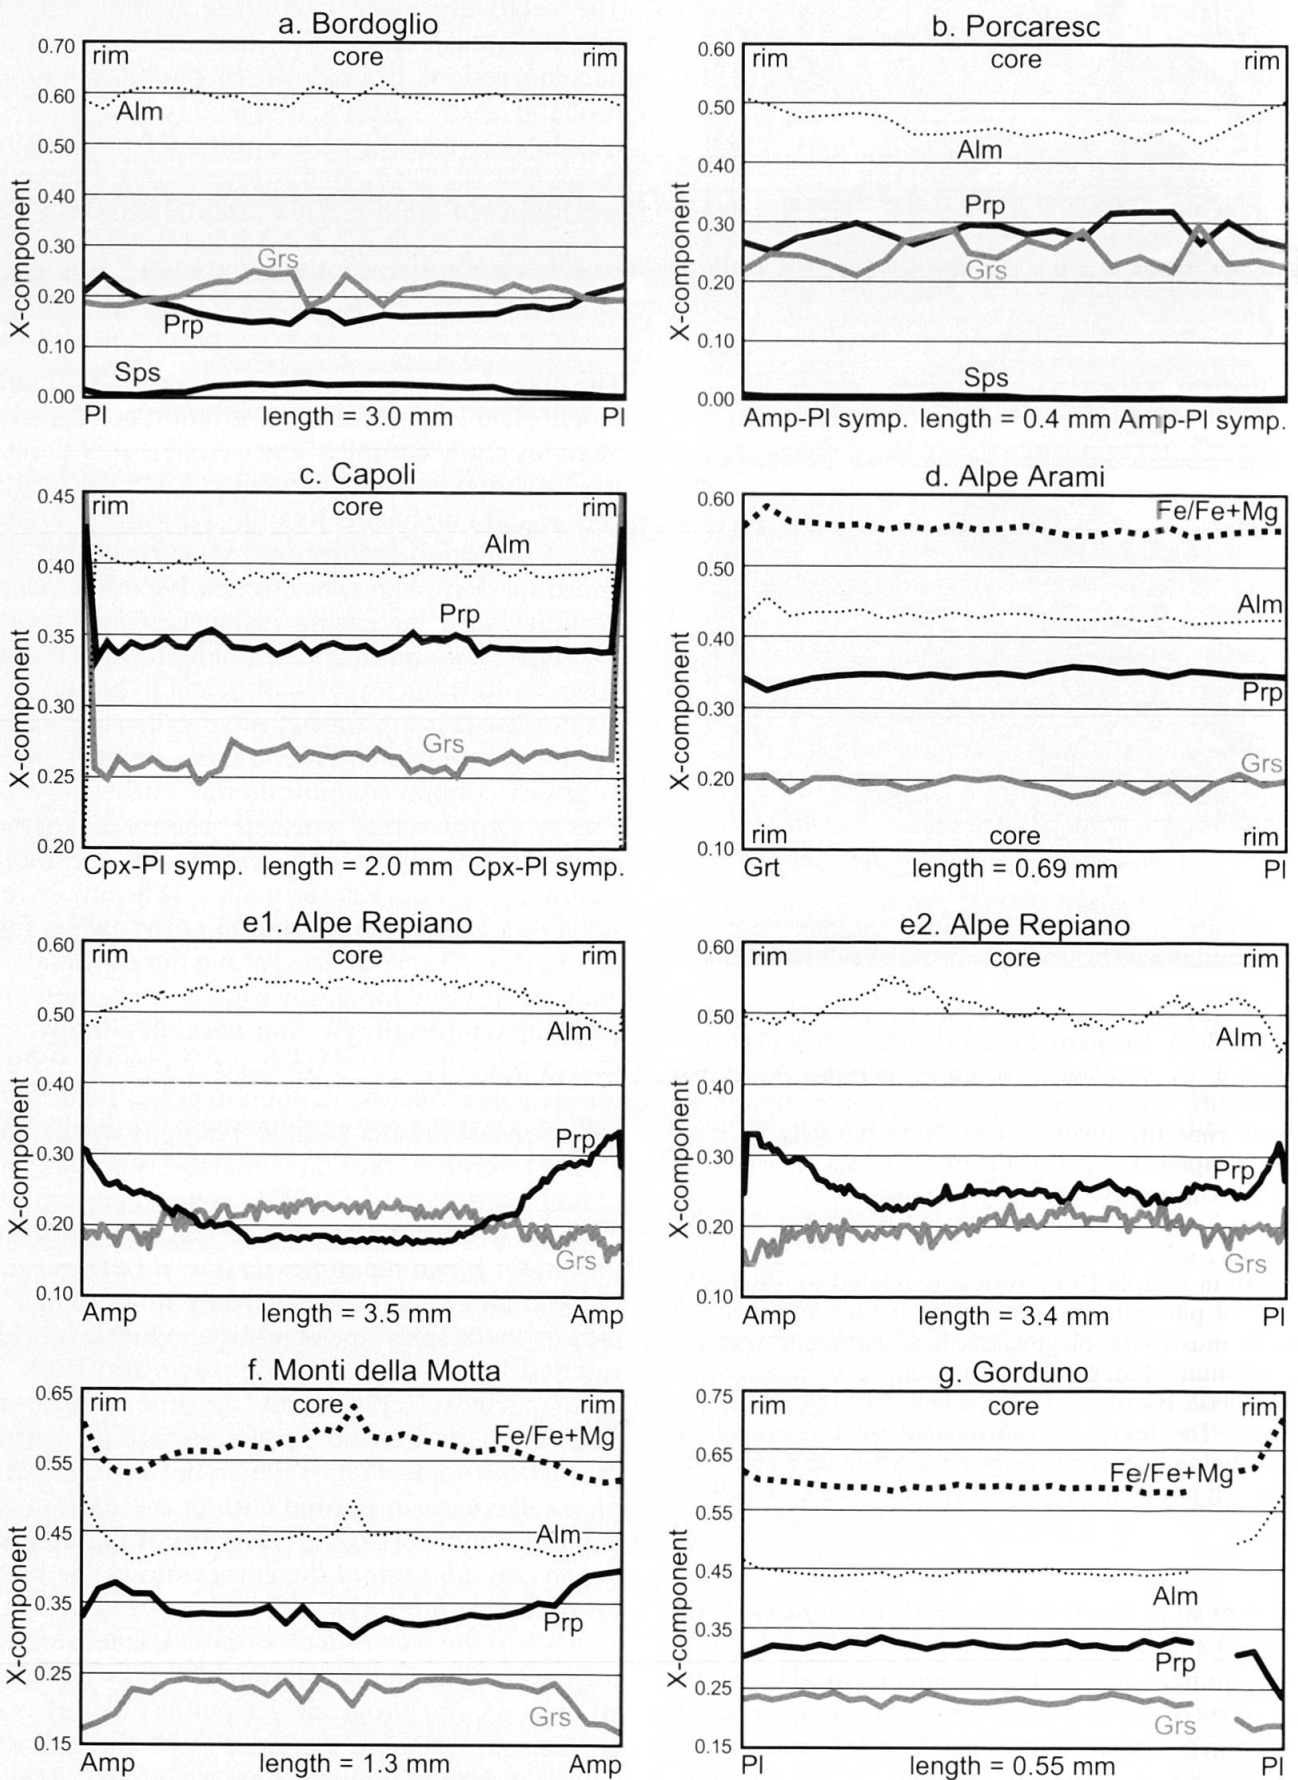 a. Bordoglio
X-component
0.70
0.60
0.50
0.40
0.30
0.20
0.10
0.00
rim core rim
Alm
Grs
Prp
Sps
Pl length = 3.0 mm Pl
b. Porcaresc
X-component
0.60
0.50
0.40
0.30
0.20
0.10
0.00
rim core rim
Alm
Prp
Grs
Sps
Amp-Pl symp. length = 0.4 mm Amp-Pl symp.
c. Capoli
X-component
0.45
0.40
0.35
0.30
0.25
0.20
rim core rim
Alm
Prp
Grs
Cpx-Pl symp. length = 2.0 mm Cpx-Pl symp.
d. Alpe Arami
X-component
0.60
0.50
0.40
0.30
0.20
0.10
Fe/Fe+Mg
Alm
Prp
Grs
rim core rim
Grt length = 0.69 mm Pl
e1. Alpe Repiano
X-component
0.60
0.50
0.40
0.30
0.20
0.10
rim core rim
Alm
Prp
Grs
Amp length = 3.5 mm Amp
e2. Alpe Repiano
X-component
0.60
0.50
0.40
0.30
0.20
0.10
rim core rim
Alm
Prp
Grs
Amp length = 3.4 mm Pl
f. Monti della Motta
X-component
0.65
0.55
0.45
0.35
0.25
0.15
rim core rim
Fe/Fe+Mg
Alm
Prp
Grs
Amp length = 1.3 mm Amp
g. Gorduno
X-component
0.75
0.65
0.55
0.45
0.35
0.25
0.15
rim core rim
Fe/Fe+Mg
Alm
Prp
Grs
Pl length = 0.55 mm Pl